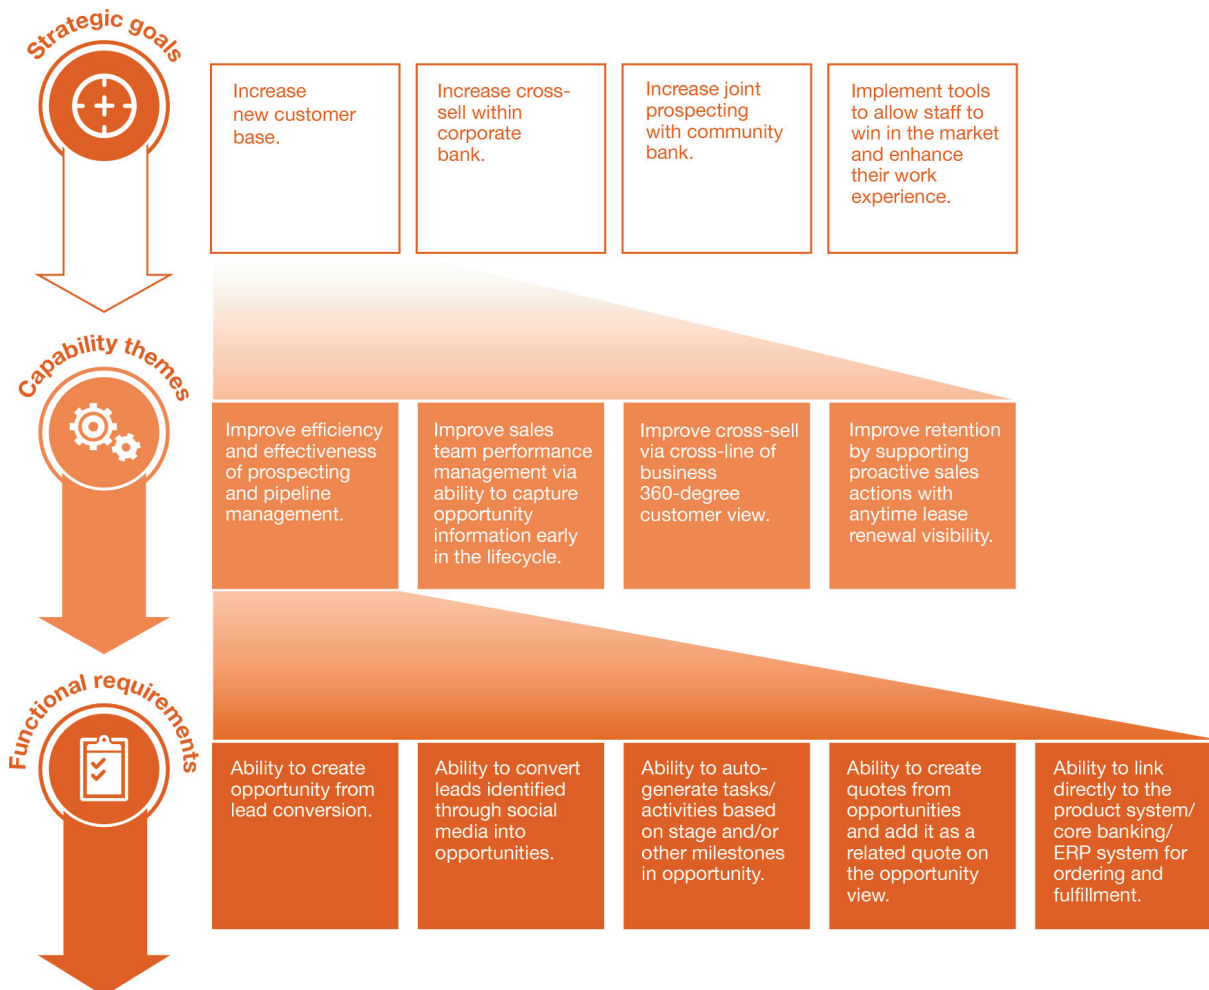 Strategic goals
Increase
new customer
base.
Increase cross-
sell within
corporate
bank.
Increase joint
prospecting
with community
bank.
Implement tools
to allow staff to
win in the market
and enhance
their work
experience.
Capability themes
Improve efficiency
and effectiveness
of prospecting
and pipeline
management.
Improve sales
team performance
management via
ability to capture
opportunity
information early
in the lifecycle.
Improve cross-sell
via cross-line of
business
360-degree
customer view.
Improve retention
by supporting
proactive sales
actions with
anytime lease
renewal visibility.
Functional requirements
Ability to create
opportunity from
lead conversion.
Ability to convert
leads identified
through social
media into
opportunities.
Ability to auto-
generate tasks/
activities based
on stage and/or
other milestones
in opportunity.
Ability to create
quotes from
opportunities
and add it as a
related quote on
the opportunity
view.
Ability to link
directly to the
product system/
core banking/
ERP system for
ordering and
fulfillment.